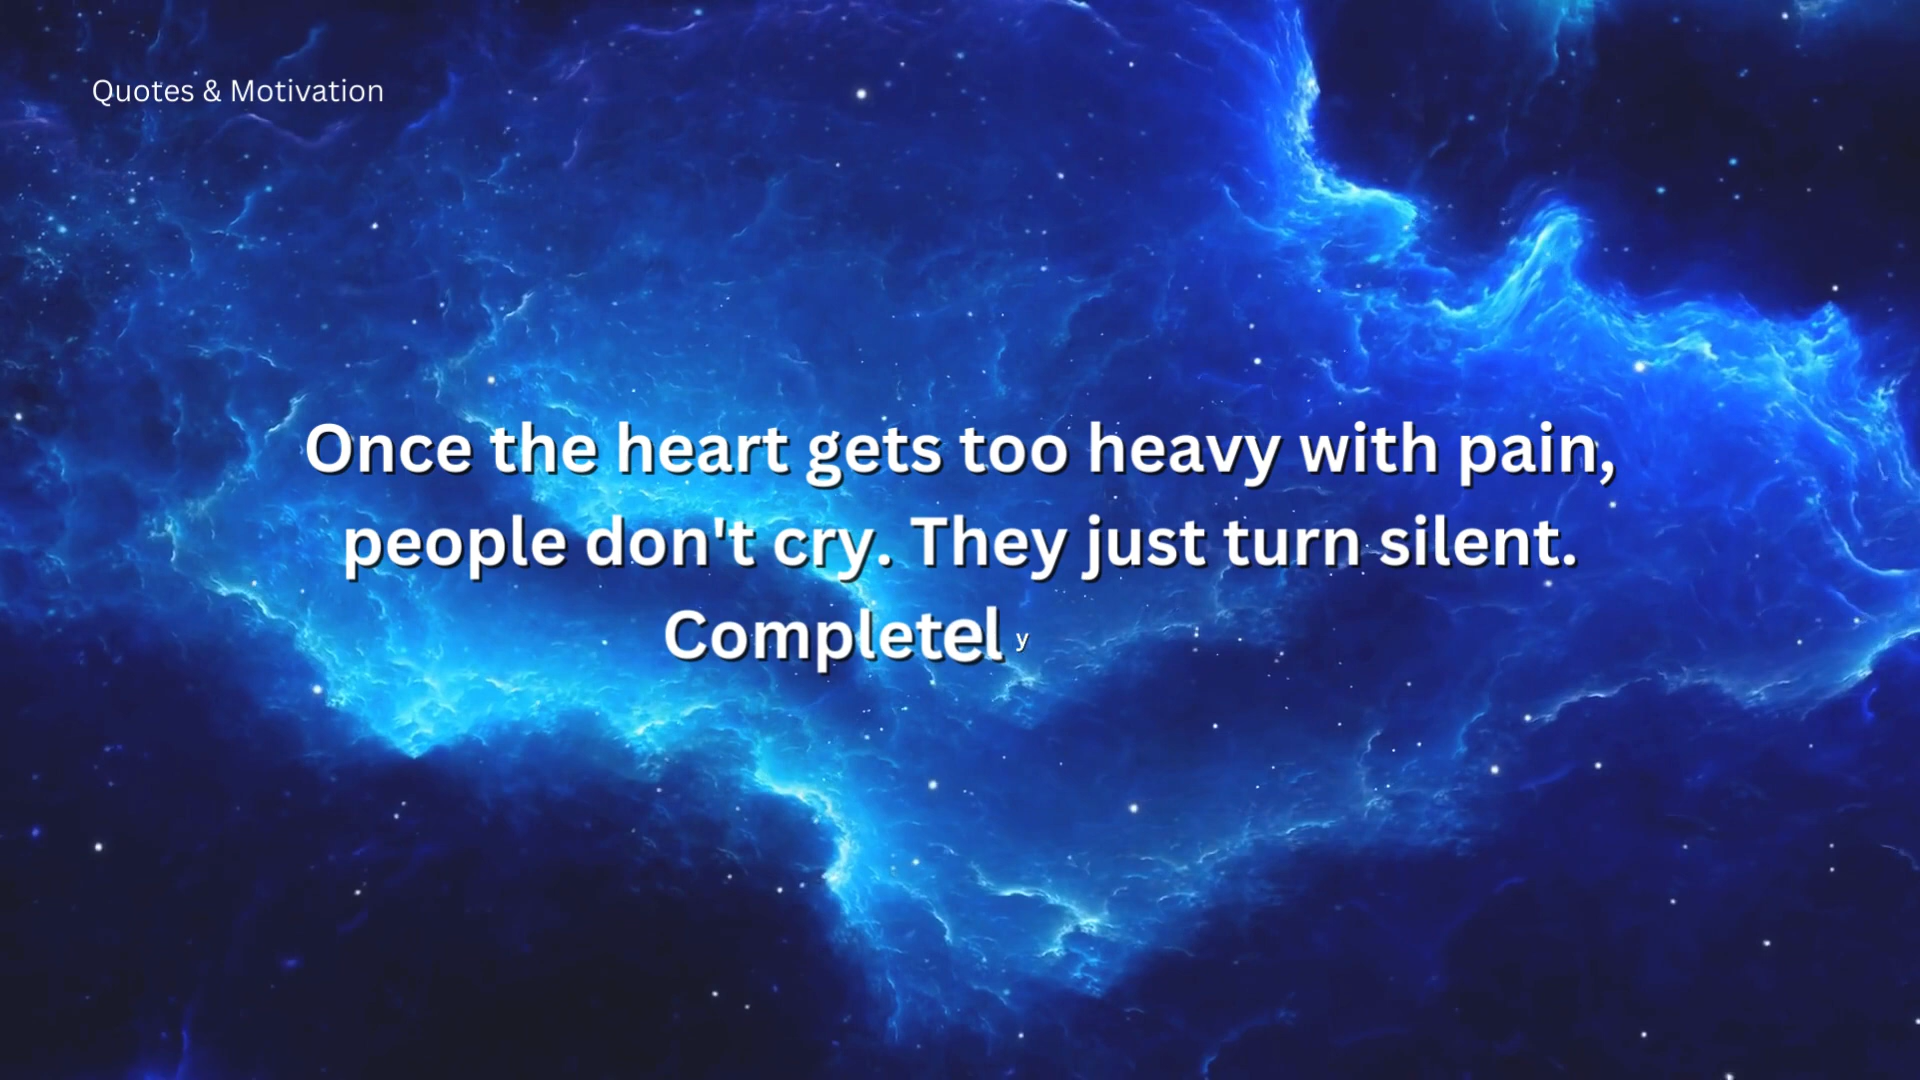 Quotes & Motivation
Once the heart gets too heavy with pain,
people don't cry. They just turn silent.
Completely